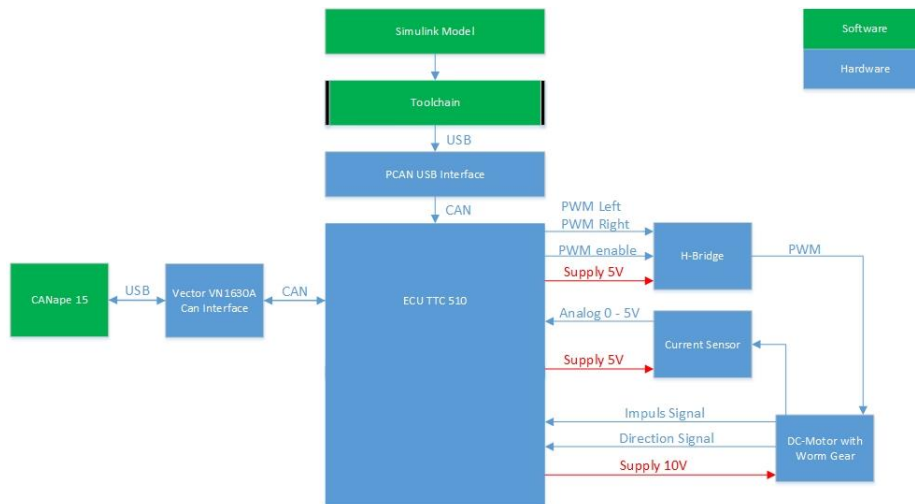 Simulink Model
Software
Hardware
Toolchain
USB
PCAN USB Interface
CAN
PWM Left
PWM Right
PWM enable
Supply 5V
H-Bridge
PWM
CANape 15
USB
Vector VN1630A
Can Interface
CAN
ECU TTC 510
Analog 0 - 5V
Current Sensor
Supply 5V
Impuls Signal
Direction Signal
Supply 10V
DC-Motor with
Worm Gear